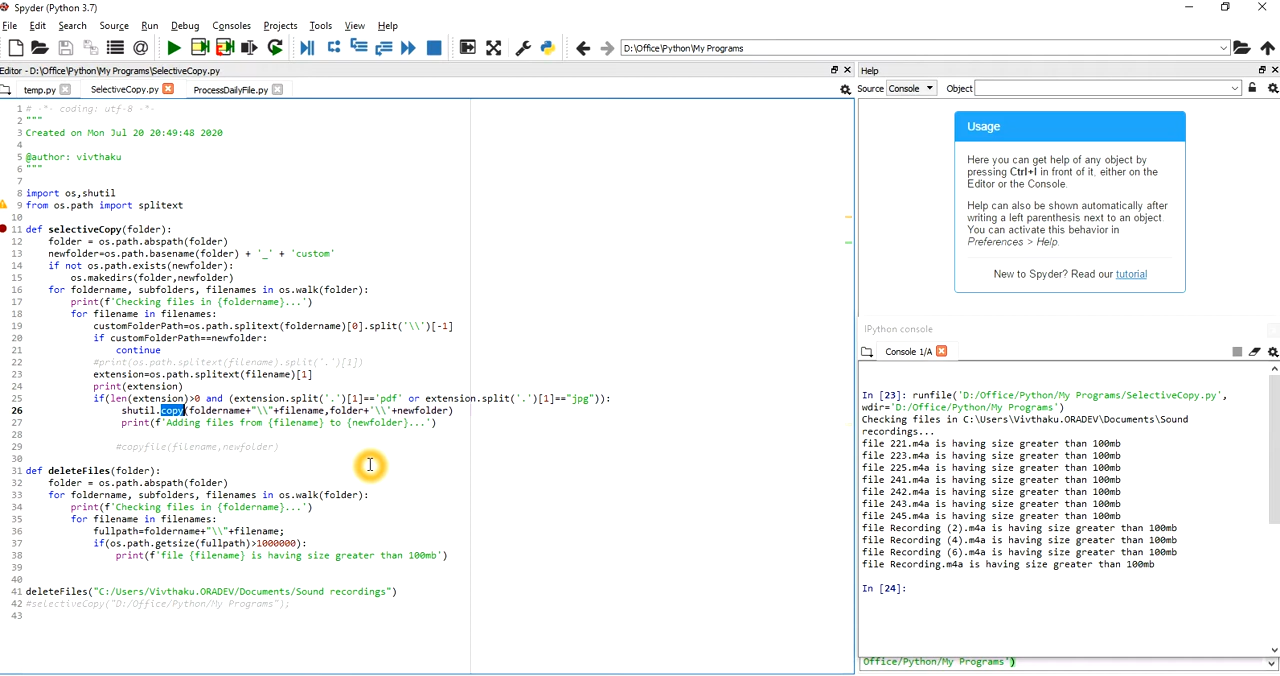 Spyder (Python 3.7)
File Edit Search Source Run Debug Consoles Projects Tools View Help
D:\Office\Python\My Programs
Editor - D:\Office\Python\My Programs\SelectiveCopy.py
temp.py SelectiveCopy.py ProcessDailyFile.py
1 # -*- coding: utf-8 -*-
2 """
3 Created on Mon Jul 20 20:49:48 2020
4
5 @author: vivthaku
6 """
7
8 import os,shutil
9 from os.path import splitext
10
11 def selectiveCopy(folder):
12 folder = os.path.abspath(folder)
13 newfolder=os.path.basename(folder) + '_' + 'custom'
14 if not os.path.exists(newfolder):
15 os.makedirs(folder,newfolder)
16 for foldername, subfolders, filenames in os.walk(folder):
17 print(f'Checking files in {foldername}...')
18 for filename in filenames:
19 customFolderPath=os.path.splitext(foldername)[0].split('\\')[-1]
20 if customFolderPath==newfolder:
21 continue
22 #print(os.path.splitext(filename).split('.')[1])
23 extension=os.path.splitext(filename)[1]
24 print(extension)
25 if(len(extension)>0 and (extension.split('.')[1]=='pdf' or extension.split('.')[1]=="jpg")):
26 shutil.copy(foldername+"\\"+filename,folder+'\\'+newfolder)
27 print(f'Adding files from {filename} to {newfolder}...')
28
29 #copyfile(filename,newfolder)
30
31 def deleteFiles(folder):
32 folder = os.path.abspath(folder)
33 for foldername, subfolders, filenames in os.walk(folder):
34 print(f'Checking files in {foldername}...')
35 for filename in filenames:
36 fullpath=foldername+"\\"+filename;
37 if(os.path.getsize(fullpath)>1000000):
38 print(f'file {filename} is having size greater than 100mb')
39
40
41 deleteFiles("C:/Users/Vivthaku.ORADEV/Documents/Sound recordings")
42 #selectiveCopy("D:/Office/Python/My Programs");
43
Help
Source Console Object
Usage
Here you can get help of any object by
pressing Ctrl+I in front of it, either on the
Editor or the Console.
Help can also be shown automatically after
writing a left parenthesis next to an object.
You can activate this behavior in
Preferences > Help.
New to Spyder? Read our tutorial
IPython console
Console 1/A
In [23]: runfile('D:/Office/Python/My Programs/SelectiveCopy.py',
wdir='D:/Office/Python/My Programs')
Checking files in C:\Users\Vivthaku.ORADEV\Documents\Sound
recordings...
file 221.m4a is having size greater than 100mb
file 223.m4a is having size greater than 100mb
file 225.m4a is having size greater than 100mb
file 241.m4a is having size greater than 100mb
file 242.m4a is having size greater than 100mb
file 243.m4a is having size greater than 100mb
file 245.m4a is having size greater than 100mb
file Recording (2).m4a is having size greater than 100mb
file Recording (4).m4a is having size greater than 100mb
file Recording (6).m4a is having size greater than 100mb
file Recording.m4a is having size greater than 100mb
In [24]:
Office/Python/My Programs')